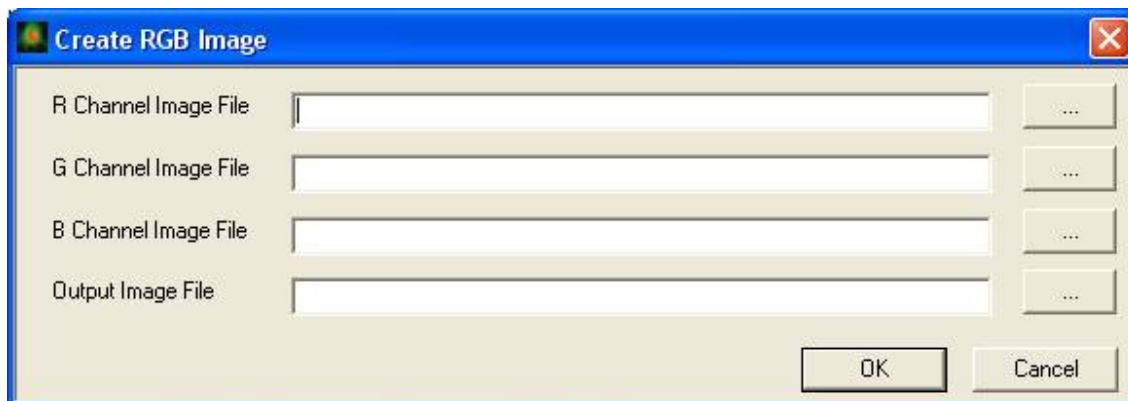 Create RGB Image
R Channel Image File ...
G Channel Image File ...
B Channel Image File ...
Output Image File ...
OK Cancel